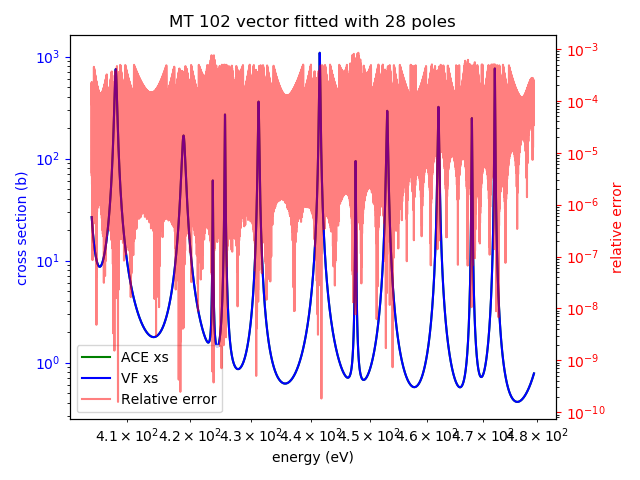 MT 102 vector fitted with 28 poles
10³
10²
10¹
10⁰
cross section (b)
10⁻³
10⁻⁴
10⁻⁵
10⁻⁶
10⁻⁷
10⁻⁸
10⁻⁹
10⁻¹⁰
relative error
ACE xs
VF xs
Relative error
4.1 × 10² 4.2 × 10² 4.3 × 10² 4.4 × 10² 4.5 × 10² 4.6 × 10² 4.7 × 10² 4.8 × 10²
energy (eV)